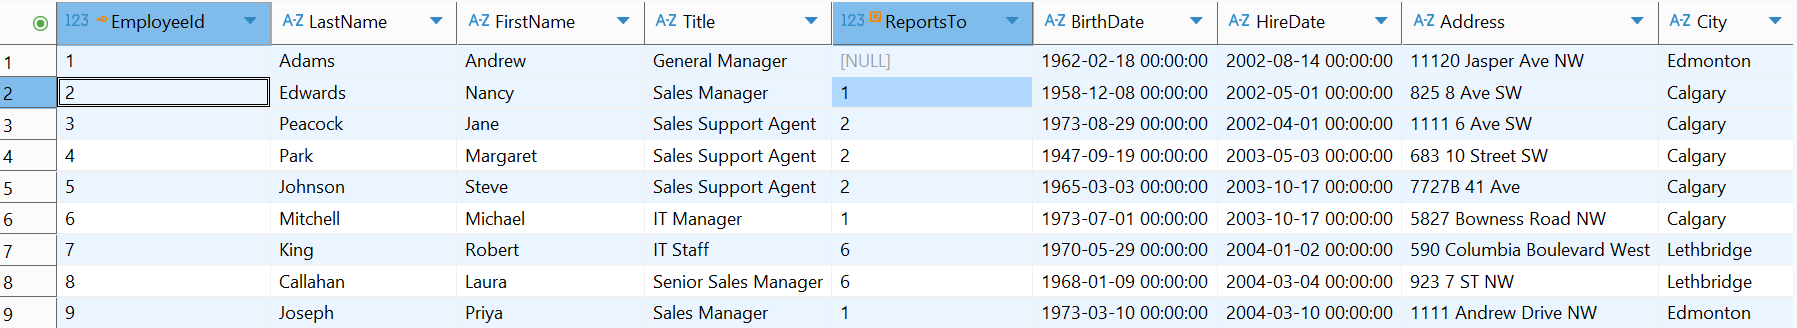 123 EmployeeId A-Z LastName A-Z FirstName A-Z Title 123 ReportsTo A-Z BirthDate A-Z HireDate A-Z Address A-Z City
1 1 Adams Andrew General Manager [NULL] 1962-02-18 00:00:00 2002-08-14 00:00:00 11120 Jasper Ave NW Edmonton
2 2 Edwards Nancy Sales Manager 1 1958-12-08 00:00:00 2002-05-01 00:00:00 825 8 Ave SW Calgary
3 3 Peacock Jane Sales Support Agent 2 1973-08-29 00:00:00 2002-04-01 00:00:00 1111 6 Ave SW Calgary
4 4 Park Margaret Sales Support Agent 2 1947-09-19 00:00:00 2003-05-03 00:00:00 683 10 Street SW Calgary
5 5 Johnson Steve Sales Support Agent 2 1965-03-03 00:00:00 2003-10-17 00:00:00 7727B 41 Ave Calgary
6 6 Mitchell Michael IT Manager 1 1973-07-01 00:00:00 2003-10-17 00:00:00 5827 Bowness Road NW Calgary
7 7 King Robert IT Staff 6 1970-05-29 00:00:00 2004-01-02 00:00:00 590 Columbia Boulevard West Lethbridge
8 8 Callahan Laura Senior Sales Manager 6 1968-01-09 00:00:00 2004-03-04 00:00:00 923 7 ST NW Lethbridge
9 9 Joseph Priya Sales Manager 1 1973-03-10 00:00:00 2004-03-10 00:00:00 1111 Andrew Drive NW Edmonton